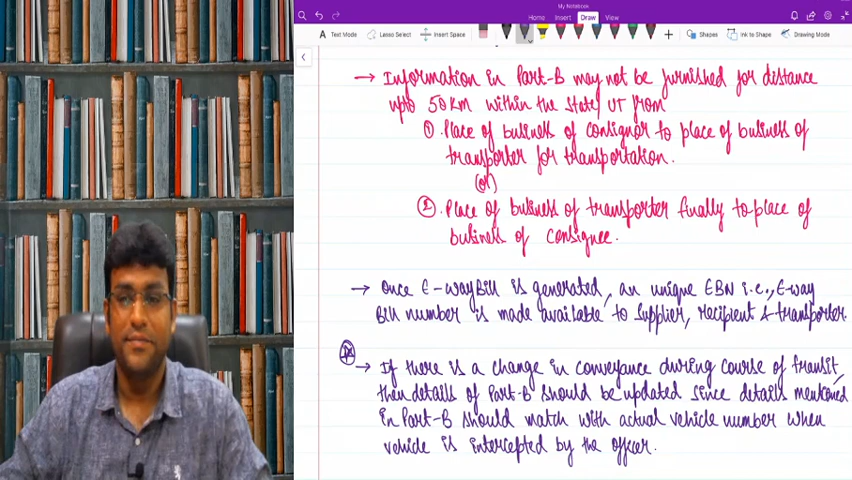 My Notebook
Home Insert Draw View
Text Mode Lasso Select Insert Space Shapes Ink to Shape Drawing Mode
→ Information in Part-B may not be furnished for distance
upto 50 km within the State/UT from
① Place of business of consignor to place of business of
transporter for transportation.
(or)
② Place of business of transporter finally to place of
business of consignee.
→ Once E-way Bill is generated, an unique EBN i.e., E-way
Bill number is made available to supplier, recipient & transporter.
→ If there is a change in conveyance during course of transit,
then details of Part-B should be updated since details mentioned
in Part-B should match with actual vehicle number when
vehicle is intercepted by the officer.